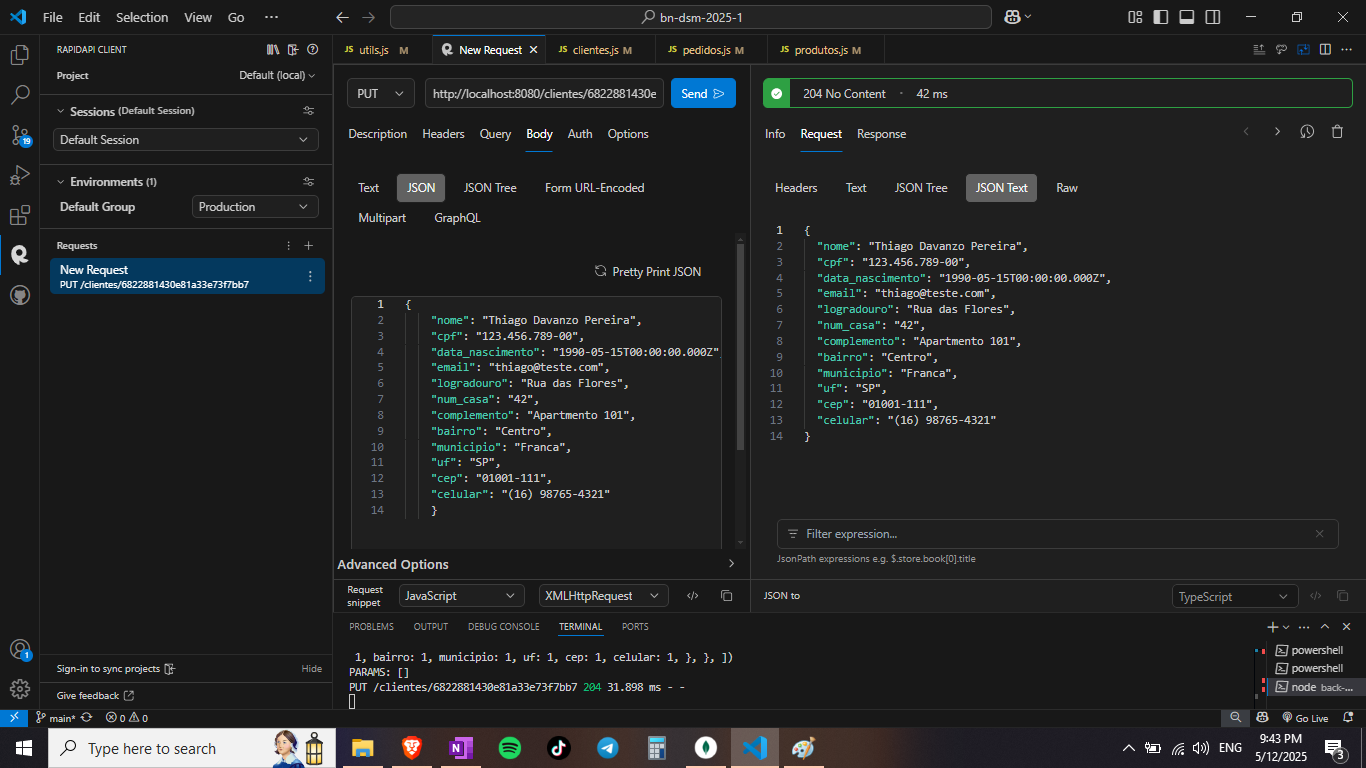 File Edit Selection View Go ···
bn-dsm-2025-1
RAPIDAPI CLIENT
Project Default (local)
Sessions (Default Session)
Default Session
Environments (1)
Default Group Production
Requests
New Request
PUT /clientes/6822881430e81a33e73f7bb7
Sign-in to sync projects Hide
Give feedback
JS utils.js M
New Request
JS clientes.js M
JS pedidos.js M
JS produtos.js M
PUT http://localhost:8080/clientes/6822881430e Send
Description Headers Query Body Auth Options
Text JSON JSON Tree Form URL-Encoded
Multipart GraphQL
Pretty Print JSON
1 {
2 "nome": "Thiago Davanzo Pereira",
3 "cpf": "123.456.789-00",
4 "data_nascimento": "1990-05-15T00:00:00.000Z"
5 "email": "thiago@teste.com",
6 "logradouro": "Rua das Flores",
7 "num_casa": "42",
8 "complemento": "Apartmento 101",
9 "bairro": "Centro",
10 "municipio": "Franca",
11 "uf": "SP",
12 "cep": "01001-111",
13 "celular": "(16) 98765-4321"
14 }
Advanced Options
Request snippet JavaScript XMLHttpRequest
204 No Content · 42 ms
Info Request Response
Headers Text JSON Tree JSON Text Raw
1 {
2 "nome": "Thiago Davanzo Pereira",
3 "cpf": "123.456.789-00",
4 "data_nascimento": "1990-05-15T00:00:00.000Z",
5 "email": "thiago@teste.com",
6 "logradouro": "Rua das Flores",
7 "num_casa": "42",
8 "complemento": "Apartmento 101",
9 "bairro": "Centro",
10 "municipio": "Franca",
11 "uf": "SP",
12 "cep": "01001-111",
13 "celular": "(16) 98765-4321"
14 }
Filter expression...
JsonPath expressions e.g. $.store.book[0].title
JSON to TypeScript
PROBLEMS OUTPUT DEBUG CONSOLE TERMINAL PORTS
1, bairro: 1, municipio: 1, uf: 1, cep: 1, celular: 1, }, }, ])
PARAMS: []
PUT /clientes/6822881430e81a33e73f7bb7 204 31.898 ms - -
powershell
powershell
node back-...
19
1
main* 0 0 Go Live
Type here to search
N
ENG
9:43 PM
5/12/2025
3